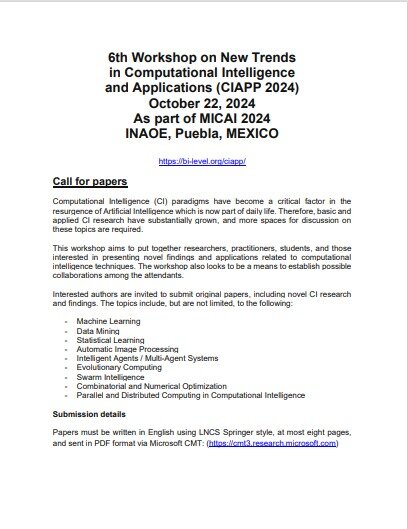 6th Workshop on New Trends
in Computational Intelligence
and Applications (CIAPP 2024)
October 22, 2024
As part of MICAI 2024
INAOE, Puebla, MEXICO
https://bi-level.org/ciapp/
Call for papers
Computational Intelligence (CI) paradigms have become a critical factor in the
resurgence of Artificial Intelligence which is now part of daily life. Therefore, basic and
applied CI research have substantially grown, and more spaces for discussion on
these topics are required.
This workshop aims to put together researchers, practitioners, students, and those
interested in presenting novel findings and applications related to computational
intelligence techniques. The workshop also looks to be a means to establish possible
collaborations among the attendants.
Interested authors are invited to submit original papers, including novel CI research
and findings. The topics include, but are not limited, to the following:
- Machine Learning
- Data Mining
- Statistical Learning
- Automatic Image Processing
- Intelligent Agents / Multi-Agent Systems
- Evolutionary Computing
- Swarm Intelligence
- Combinatorial and Numerical Optimization
- Parallel and Distributed Computing in Computational Intelligence
Submission details
Papers must be written in English using LNCS Springer style, at most eight pages,
and sent in PDF format via Microsoft CMT: (https://cmt3.research.microsoft.com)